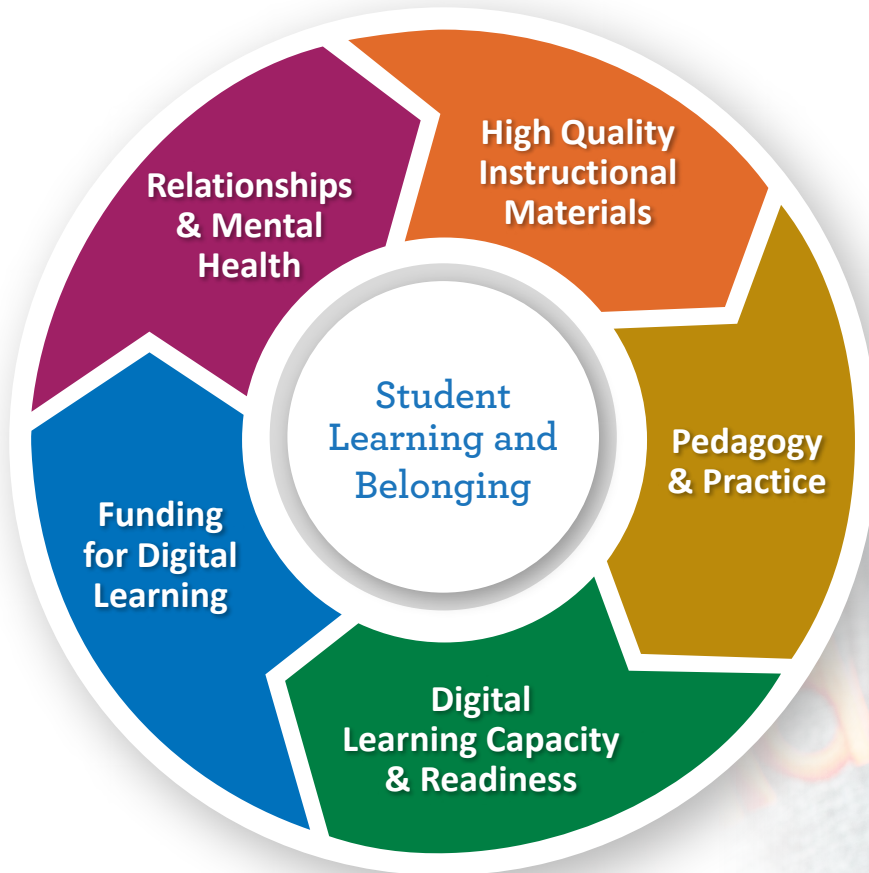 High Quality
Instructional
Materials
Pedagogy
& Practice
Digital
Learning Capacity
& Readiness
Funding
for Digital
Learning
Relationships
& Mental
Health
Student
Learning and
Belonging